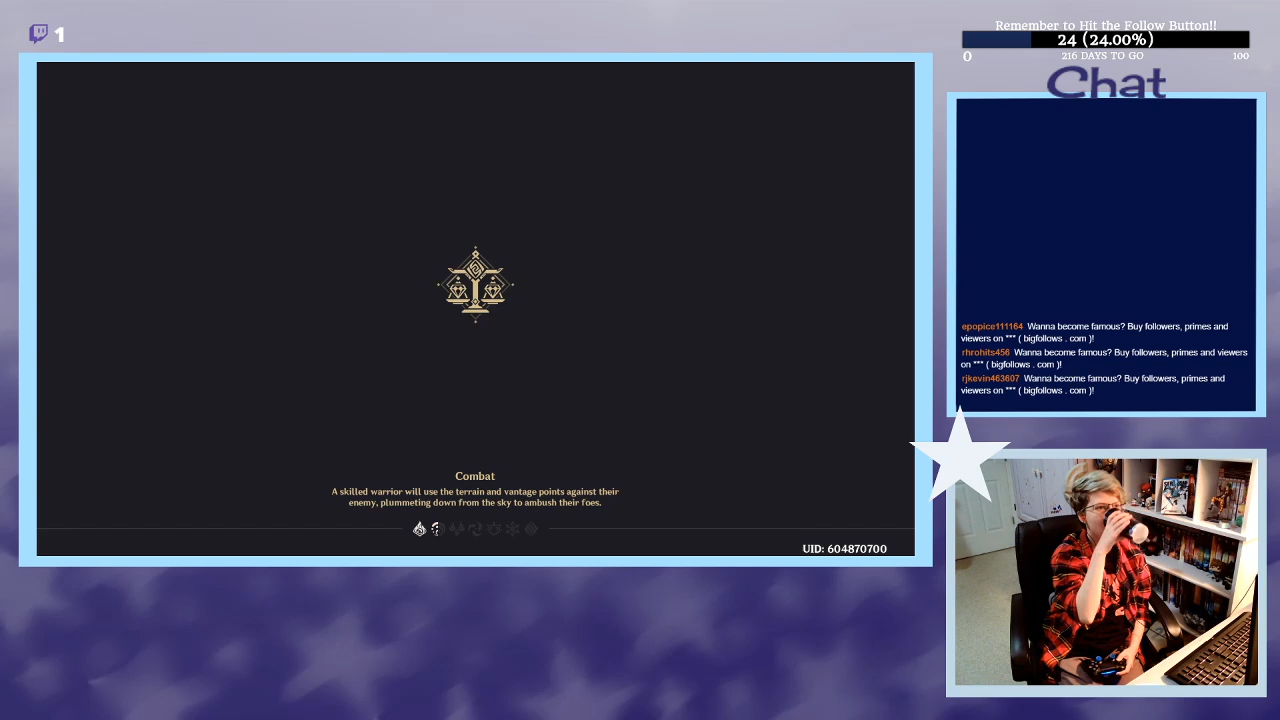 1
Remember to Hit the Follow Button!!
24 (24.00%)
0
216 DAYS TO GO
100
Chat
epopice111164 Wanna become famous? Buy followers, primes and
viewers on *** ( bigfollows . com )!
rhrohits456 Wanna become famous? Buy followers, primes and viewers
on *** ( bigfollows . com )!
rjkevin463607 Wanna become famous? Buy followers, primes and
viewers on *** ( bigfollows . com )!
Combat
A skilled warrior will use the terrain and vantage points against their
enemy, plummeting down from the sky to ambush their foes.
UID: 604870700